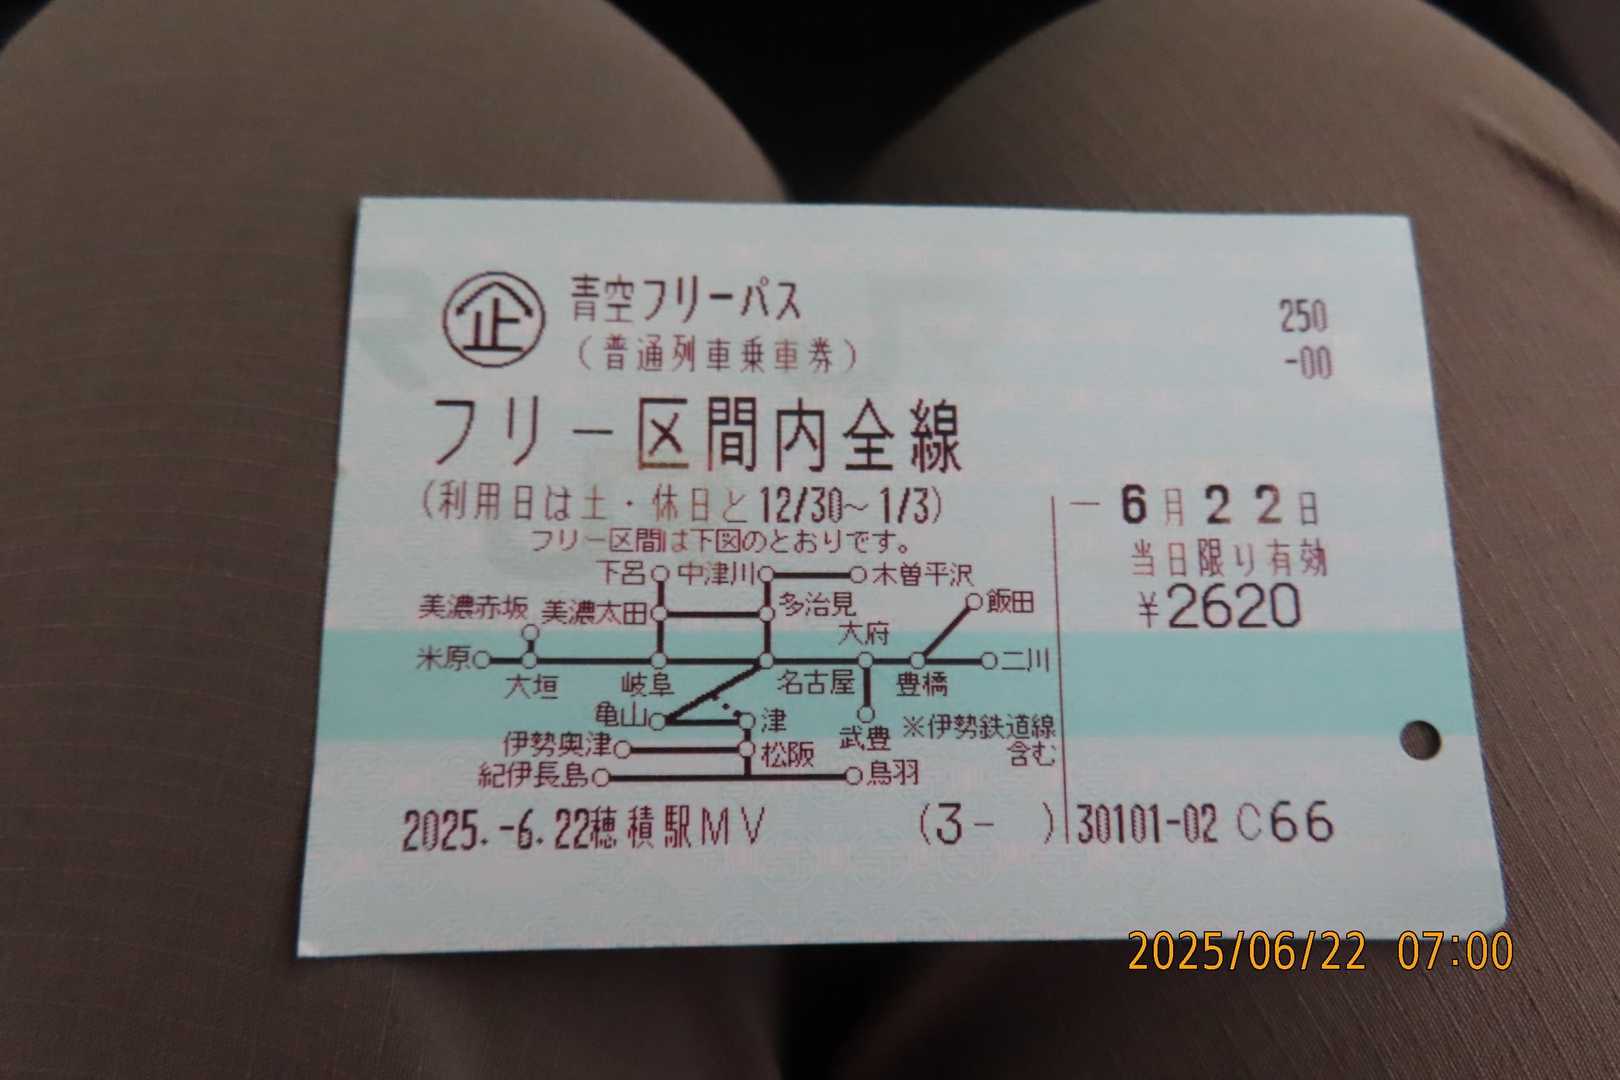 企 青空フリーパス
(普通列車乗車券)
250
-00
フリー区間内全線
(利用日は土・休日と12/30~1/3)
フリー区間は下図のとおりです。
-6月22日
当日限り有効
¥2620
下呂 中津川 木曽平沢
美濃赤坂 美濃太田 多治見 飯田
大府
米原 二川
大垣 岐阜 名古屋 豊橋
亀山 津 武豊 ※伊勢鉄道線
含む
伊勢奥津 松阪
紀伊長島 鳥羽
2025.-6.22穂積駅MV (3- ) 30101-02 C66
2025/06/22 07:00